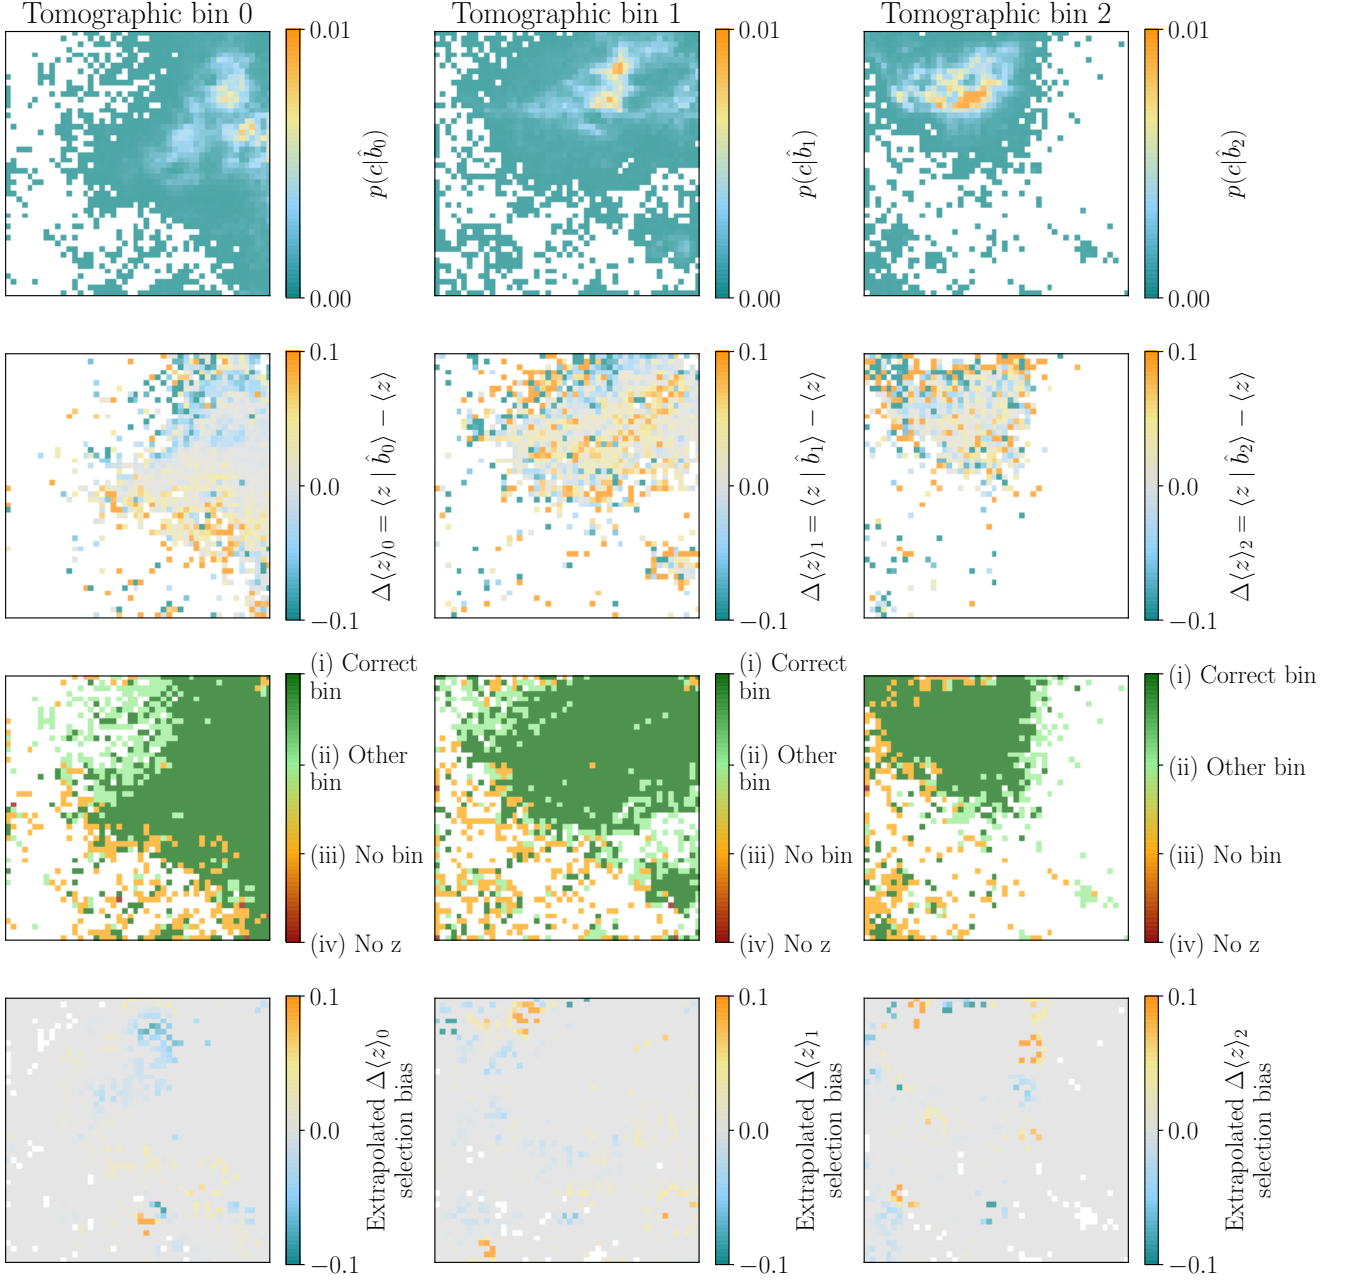 Tomographic bin 0
Tomographic bin 1
Tomographic bin 2
0.01
0.00
p(c|b̂₀)
0.01
0.00
p(c|b̂₁)
0.01
0.00
p(c|b̂₂)
0.1
0.0
−0.1
Δ⟨z⟩₀ = ⟨z | b̂₀⟩ − ⟨z⟩
0.1
0.0
−0.1
Δ⟨z⟩₁ = ⟨z | b̂₁⟩ − ⟨z⟩
0.1
0.0
−0.1
Δ⟨z⟩₂ = ⟨z | b̂₂⟩ − ⟨z⟩
(i) Correct
bin
(ii) Other
bin
(iii) No bin
(iv) No z
(i) Correct
bin
(ii) Other
bin
(iii) No bin
(iv) No z
(i) Correct bin
(ii) Other bin
(iii) No bin
(iv) No z
0.1
0.0
−0.1
Extrapolated Δ⟨z⟩₀
selection bias
0.1
0.0
−0.1
Extrapolated Δ⟨z⟩₁
selection bias
0.1
0.0
−0.1
Extrapolated Δ⟨z⟩₂
selection bias